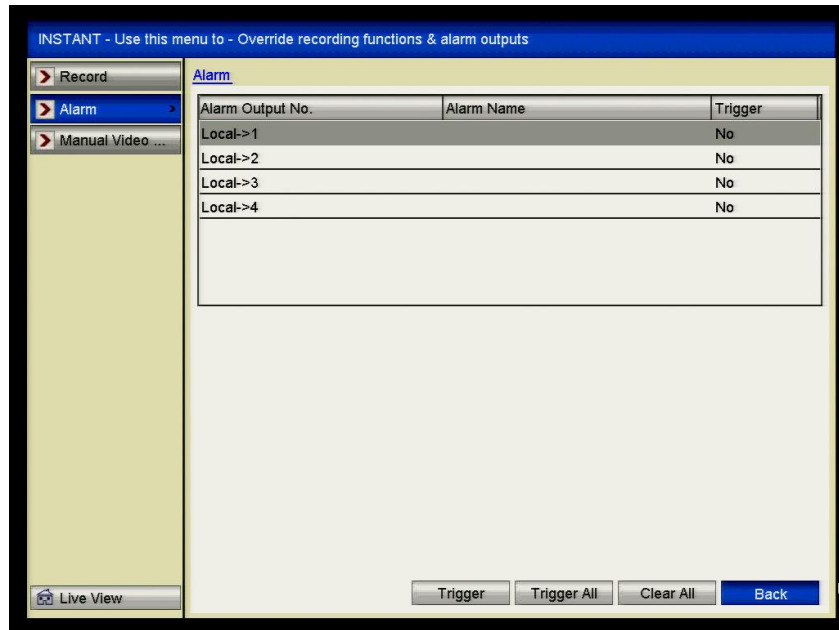 INSTANT - Use this menu to - Override recording functions & alarm outputs
Record
Alarm
Manual Video ...
Live View
Alarm
Alarm Output No. Alarm Name Trigger
Local->1 No
Local->2 No
Local->3 No
Local->4 No
Trigger Trigger All Clear All Back